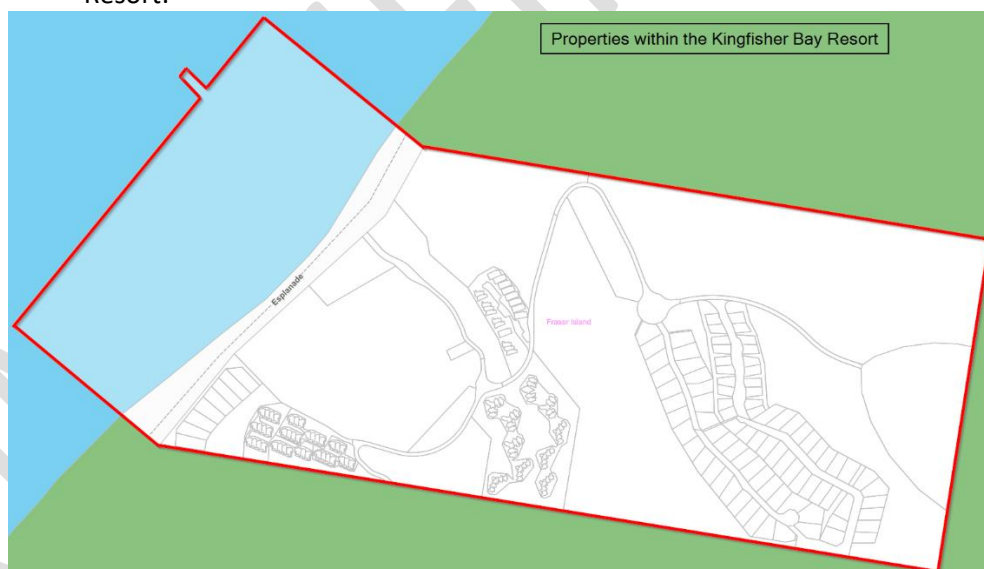 Resort.
Properties within the Kingfisher Bay Resort
Esplanade
Fraser Island